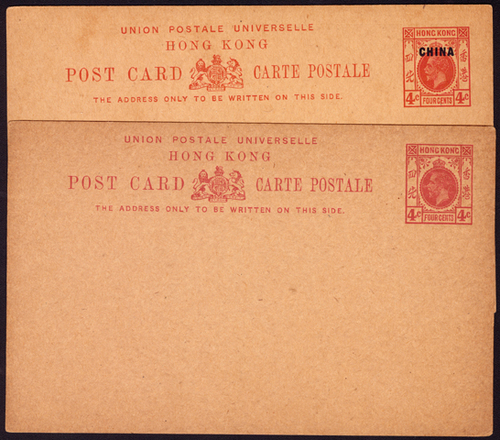 UNION POSTALE UNIVERSELLE
HONG KONG
POST CARD CARTE POSTALE
THE ADDRESS ONLY TO BE WRITTEN ON THIS SIDE.
HONG KONG
CHINA
4c FOUR CENTS 4c
UNION POSTALE UNIVERSELLE
HONG KONG
POST CARD CARTE POSTALE
THE ADDRESS ONLY TO BE WRITTEN ON THIS SIDE.
HONG KONG
4c FOUR CENTS 4c